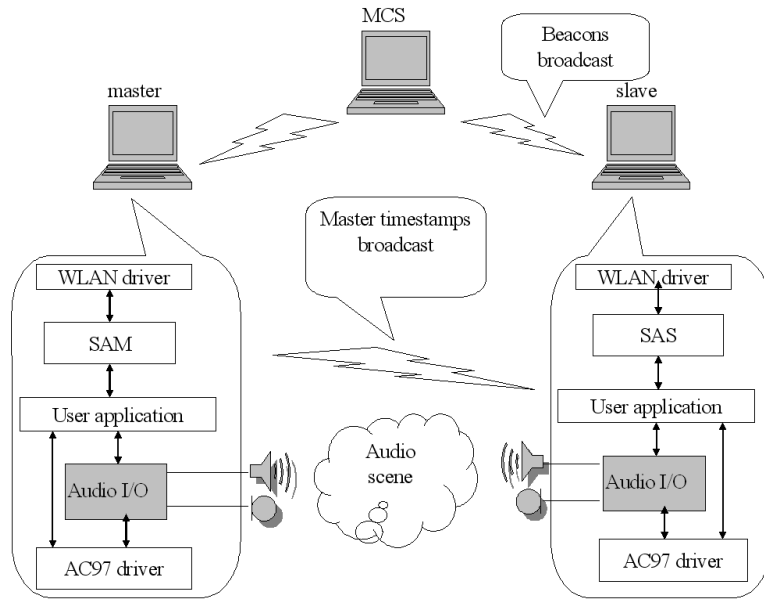 MCS
Beacons
broadcast
master
slave
Master timestamps
broadcast
WLAN driver
SAM
User application
Audio I/O
AC97 driver
Audio
scene
WLAN driver
SAS
User application
Audio I/O
AC97 driver